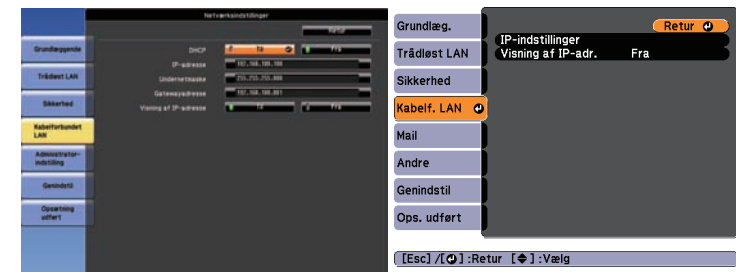 Netværksindstillinger
Retur
Grundlæggende
DHCP Til Fra
IP-adresse
Trådløst LAN
Undernetmaske
Gatewayadresse
Sikkerhed
Visning af IP-adresse Til Fra
Kabelforbundet
LAN
Administrator-
indstilling
Genindstil
Opsætning
udført
Grundlæg.
Trådløst LAN
Sikkerhed
Kabelf. LAN
Mail
Andre
Genindstil
Ops. udført
Retur
IP-indstillinger
Visning af IP-adr. Fra
[Esc] /[ ] :Retur [ ] :Vælg